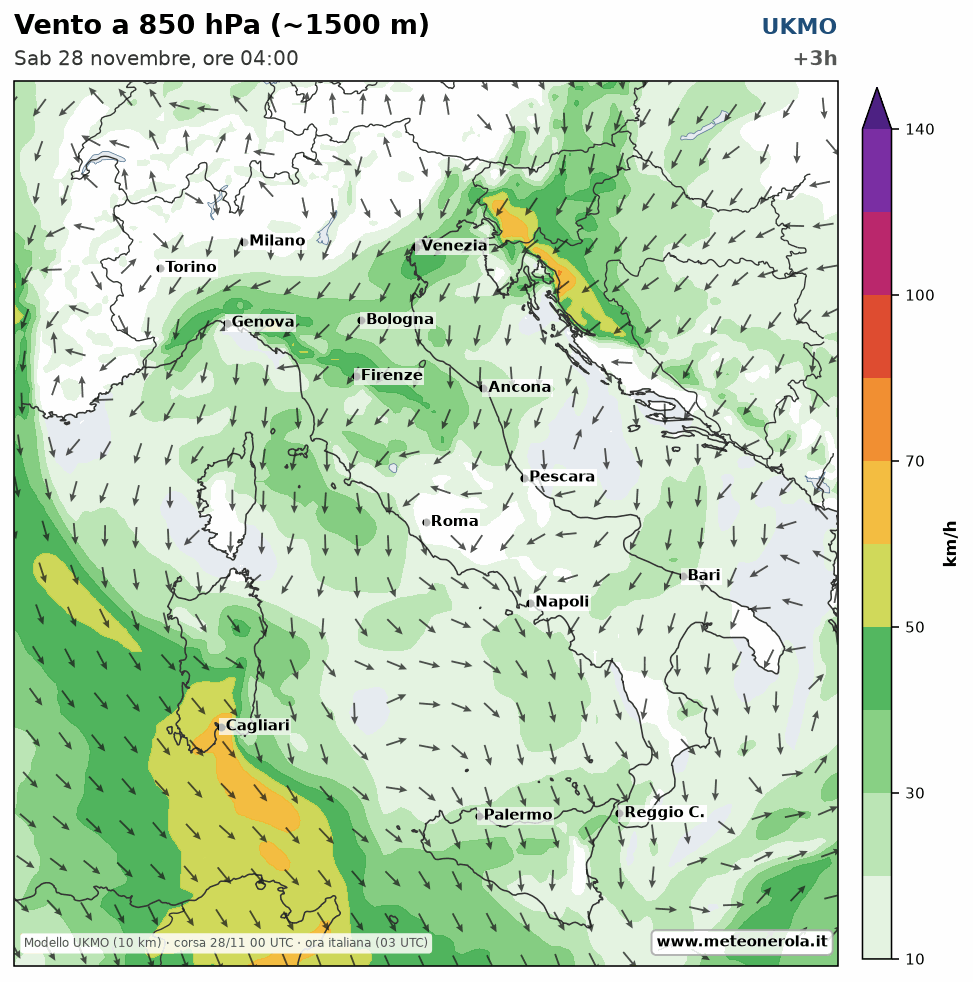 Vento a 850 hPa (~1500 m)
UKMO
Sab 28 novembre, ore 04:00
+3h
140
100
70
50
30
10
km/h
Milano
Venezia
Torino
Genova
Bologna
Firenze
Ancona
Pescara
Roma
Bari
Napoli
Cagliari
Palermo
Reggio C.
Modello UKMO (10 km) · corsa 28/11 00 UTC · ora italiana (03 UTC)
www.meteonerola.it